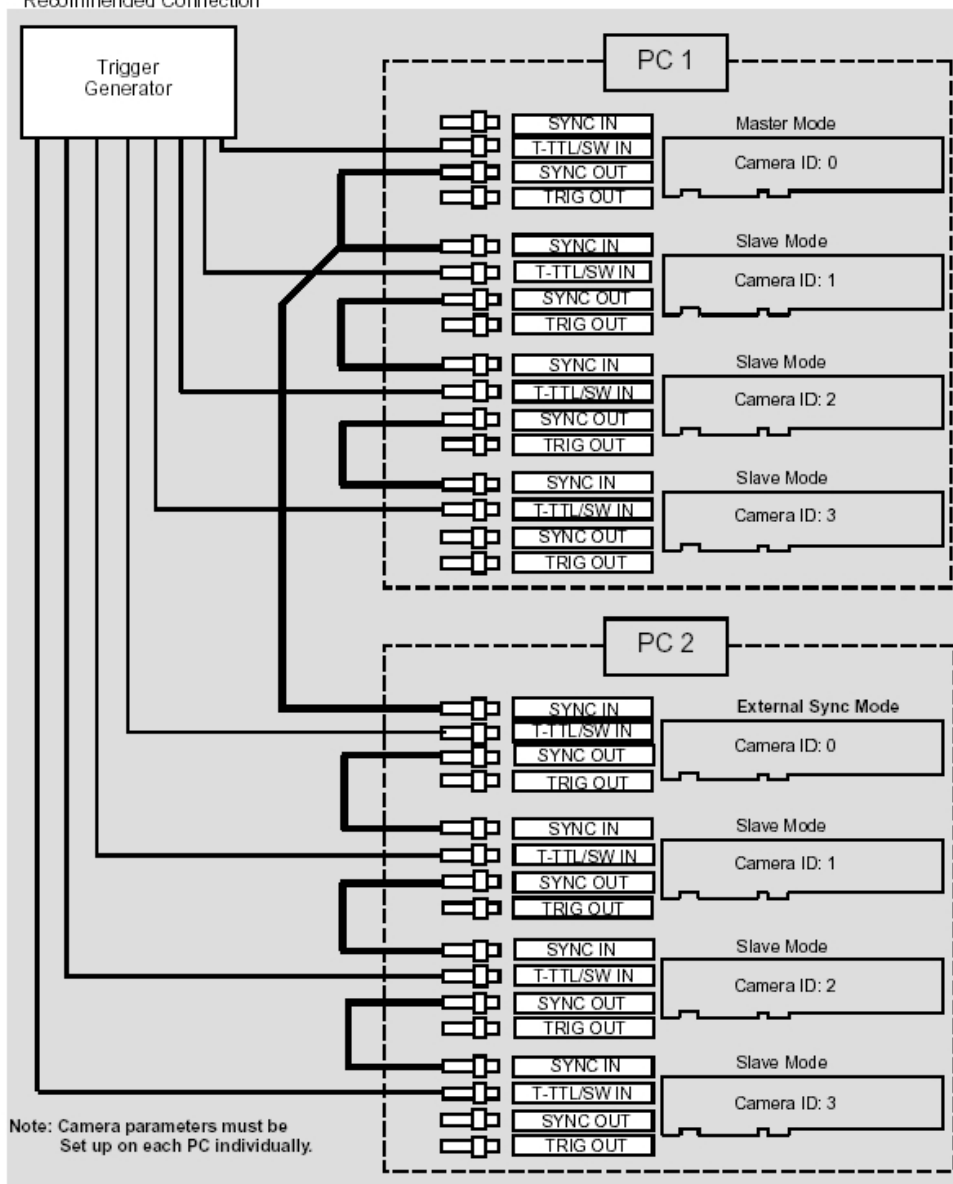 Recommended Connection
Trigger
Generator
PC 1
SYNC IN
T-TTL/SW IN
SYNC OUT
TRIG OUT
Master Mode
Camera ID: 0
SYNC IN
T-TTL/SW IN
SYNC OUT
TRIG OUT
Slave Mode
Camera ID: 1
SYNC IN
T-TTL/SW IN
SYNC OUT
TRIG OUT
Slave Mode
Camera ID: 2
SYNC IN
T-TTL/SW IN
SYNC OUT
TRIG OUT
Slave Mode
Camera ID: 3
PC 2
SYNC IN
T-TTL/SW IN
SYNC OUT
TRIG OUT
External Sync Mode
Camera ID: 0
SYNC IN
T-TTL/SW IN
SYNC OUT
TRIG OUT
Slave Mode
Camera ID: 1
SYNC IN
T-TTL/SW IN
SYNC OUT
TRIG OUT
Slave Mode
Camera ID: 2
SYNC IN
T-TTL/SW IN
SYNC OUT
TRIG OUT
Slave Mode
Camera ID: 3
Note: Camera parameters must be
Set up on each PC individually.